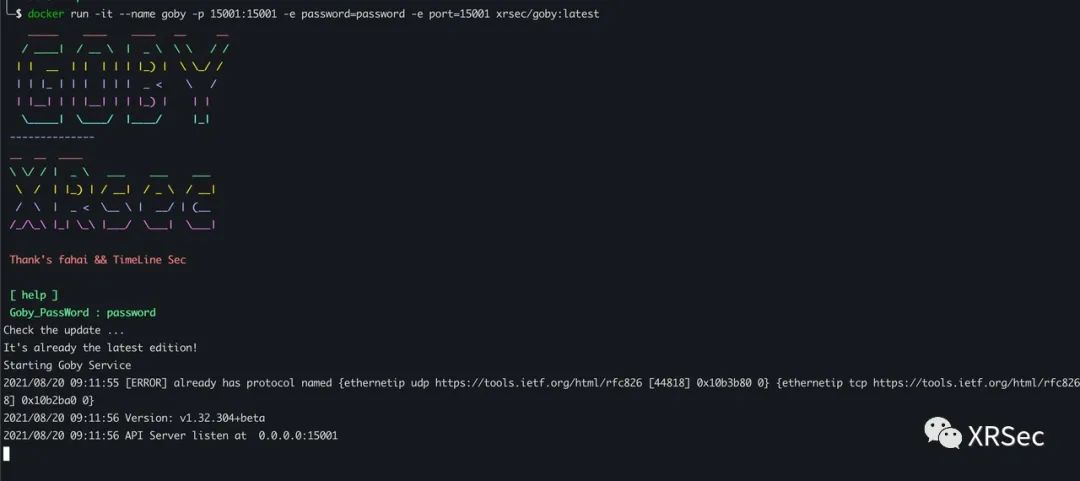 $ docker run -it --name goby -p 15001:15001 -e password=password -e port=15001 xrsec/goby:latest
GOBY
--------------
XRsec
Thank's fahai && TimeLine Sec
[ help ]
Goby_PassWord : password
Check the update ...
It's already the latest edition!
Starting Goby Service
2021/08/20 09:11:55 [ERROR] already has protocol named {ethernetip udp https://tools.ietf.org/html/rfc826 [44818] 0x10b3b80 0} {ethernetip tcp https://tools.ietf.org/html/rfc826
8] 0x10b2ba0 0}
2021/08/20 09:11:56 Version: v1.32.304+beta
2021/08/20 09:11:56 API Server listen at  0.0.0.0:15001
XRSec